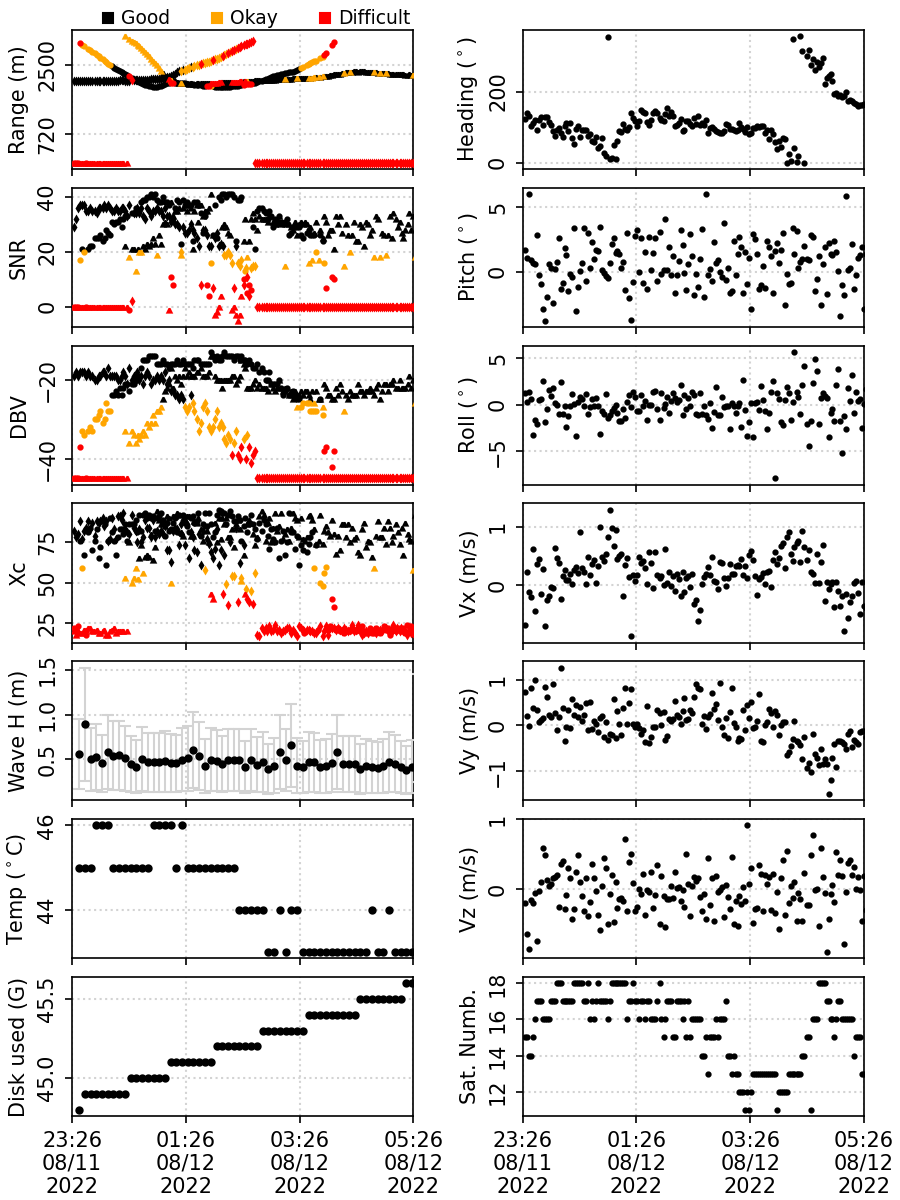 Good Okay Difficult
Range (m)
2500
720
Heading (°)
200
0
SNR
40
20
0
Pitch (°)
5
0
DBV
−20
−40
Roll (°)
5
0
−5
Xc
75
50
25
Vx (m/s)
1
0
Wave H (m)
1.5
1.0
0.5
Vy (m/s)
1
0
−1
Temp (°C)
46
44
Vz (m/s)
1
0
Disk used (G)
45.5
45.0
Sat. Numb.
18
16
14
12
23:26 01:26 03:26 05:26 23:26 01:26 03:26 05:26
08/11 08/12 08/12 08/12 08/11 08/12 08/12 08/12
2022 2022 2022 2022 2022 2022 2022 2022